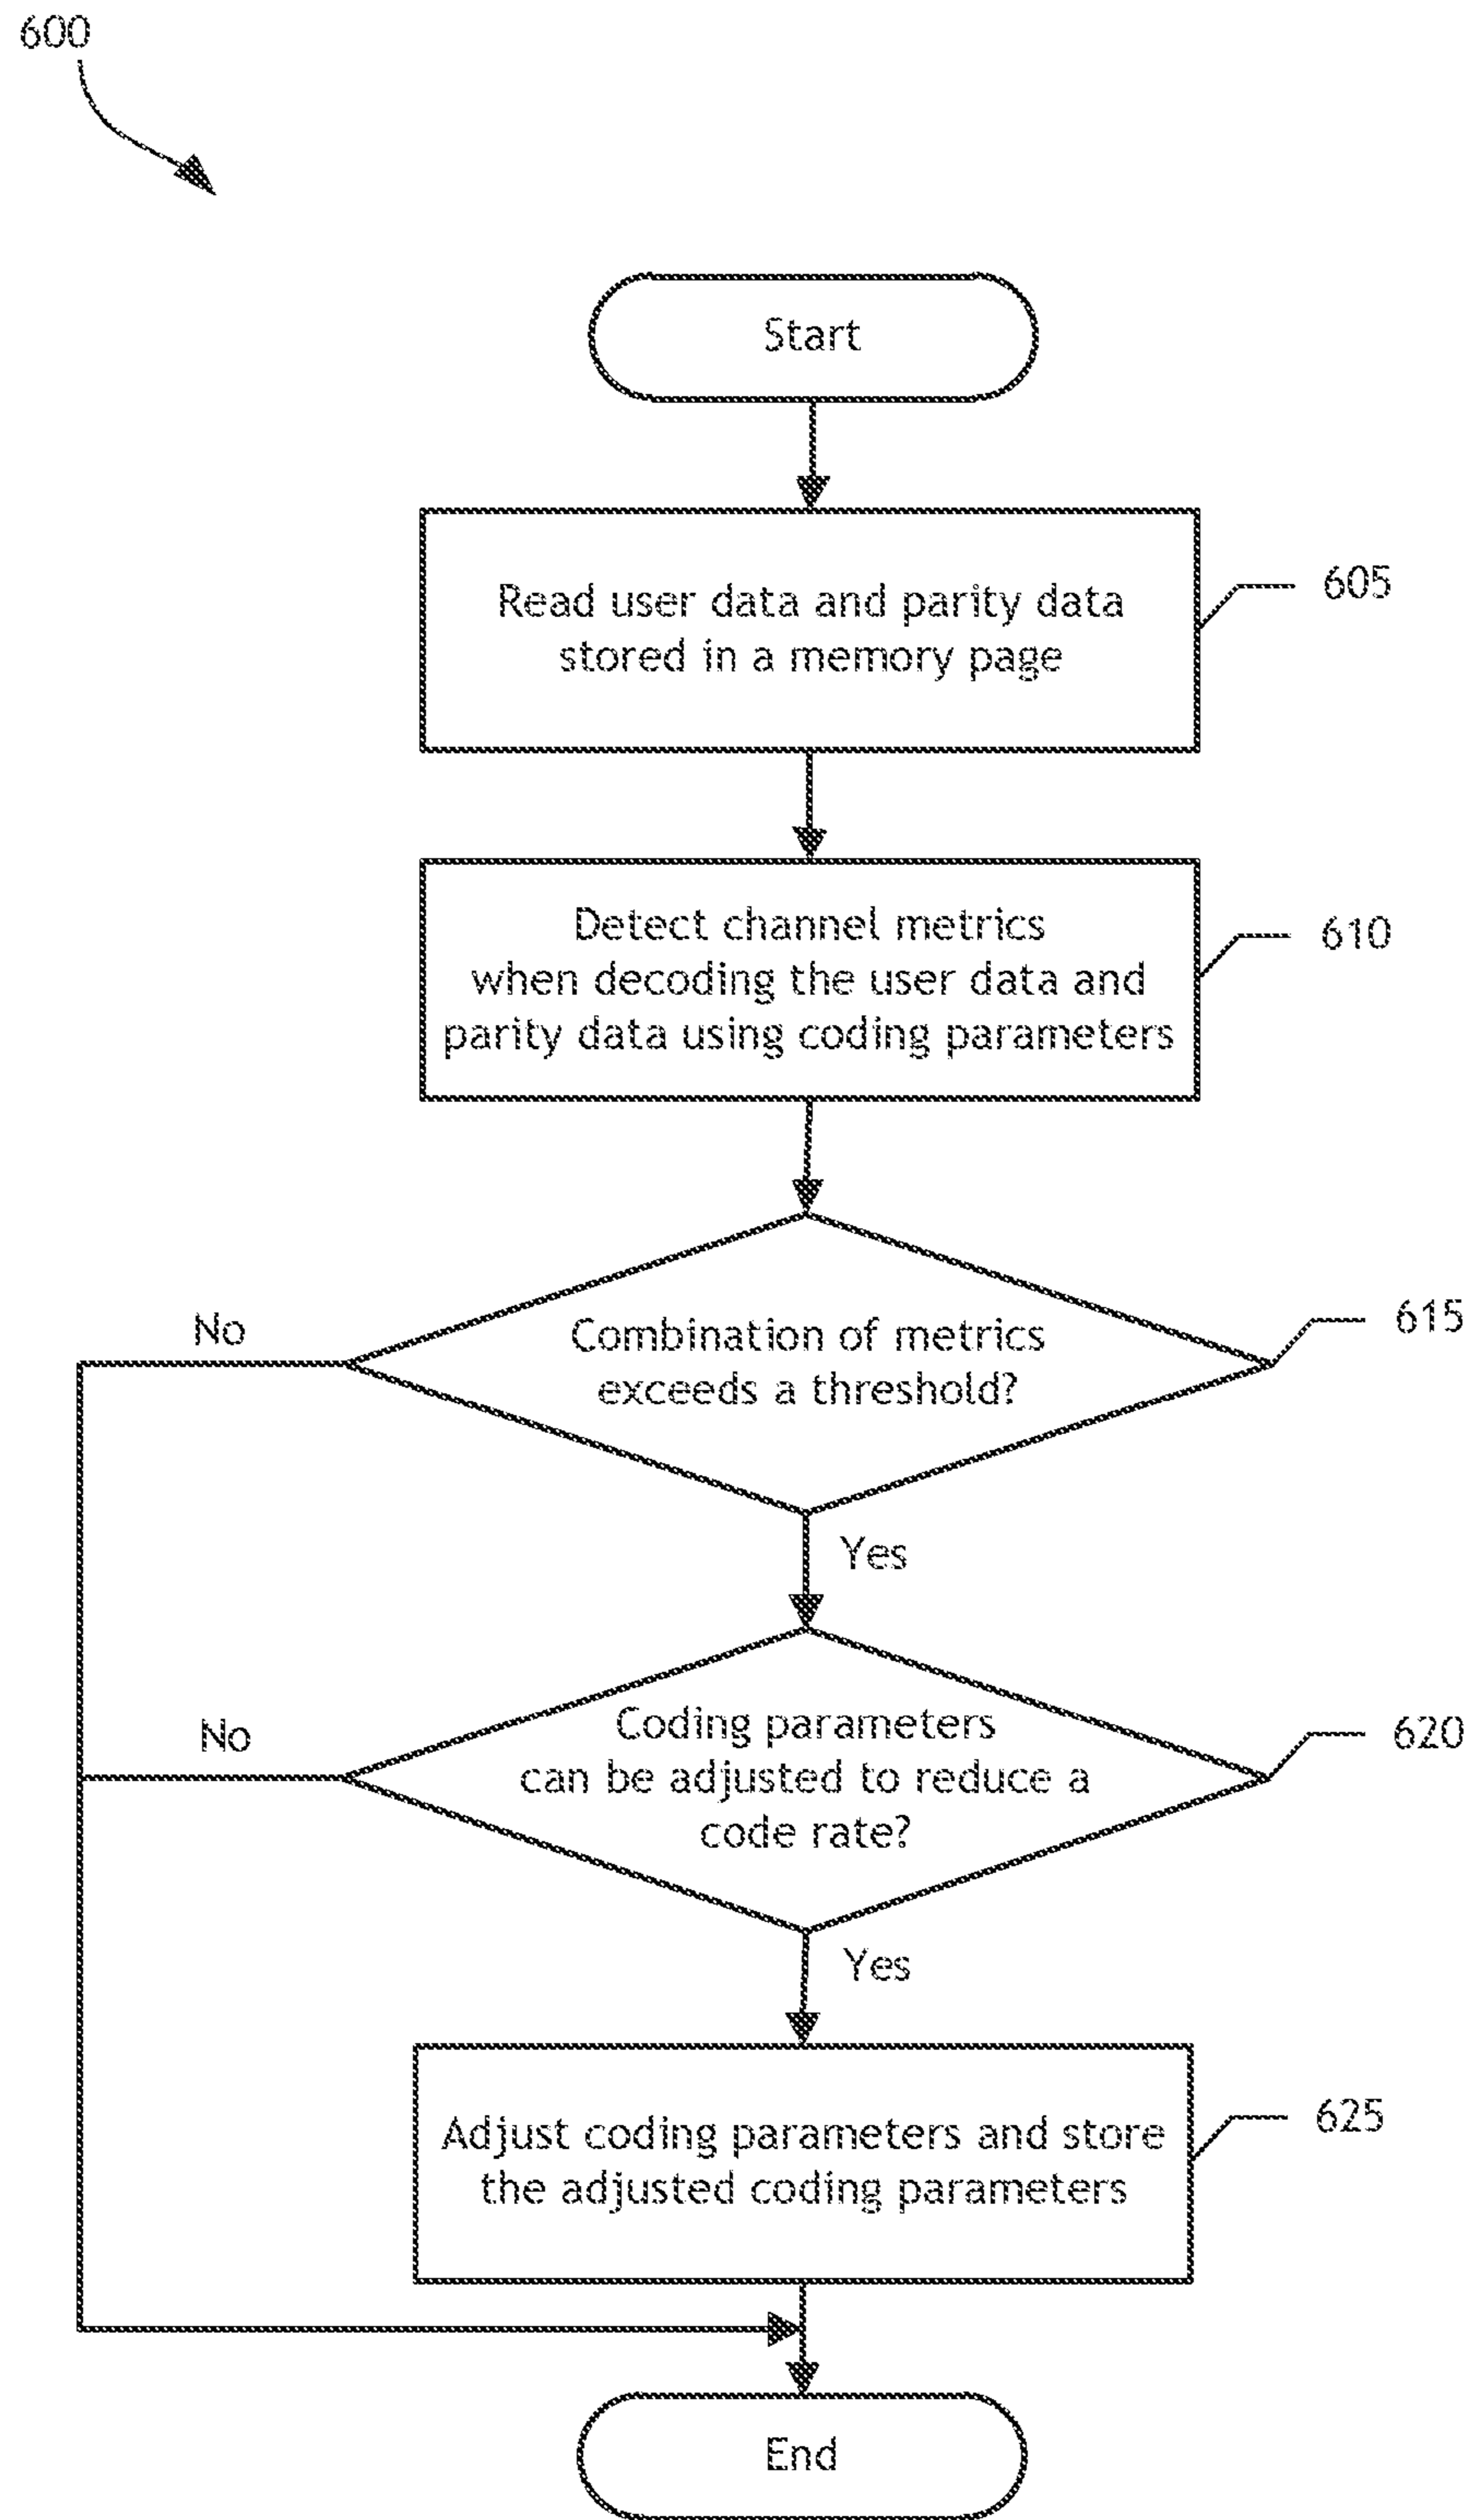 600
Start
Read user data and parity data
stored in a memory page
605
Detect channel metrics
when decoding the user data and
parity data using coding parameters
610
Combination of metrics
exceeds a threshold?
615
No
Yes
Coding parameters
can be adjusted to reduce a
code rate?
620
No
Yes
Adjust coding parameters and store
the adjusted coding parameters
625
End